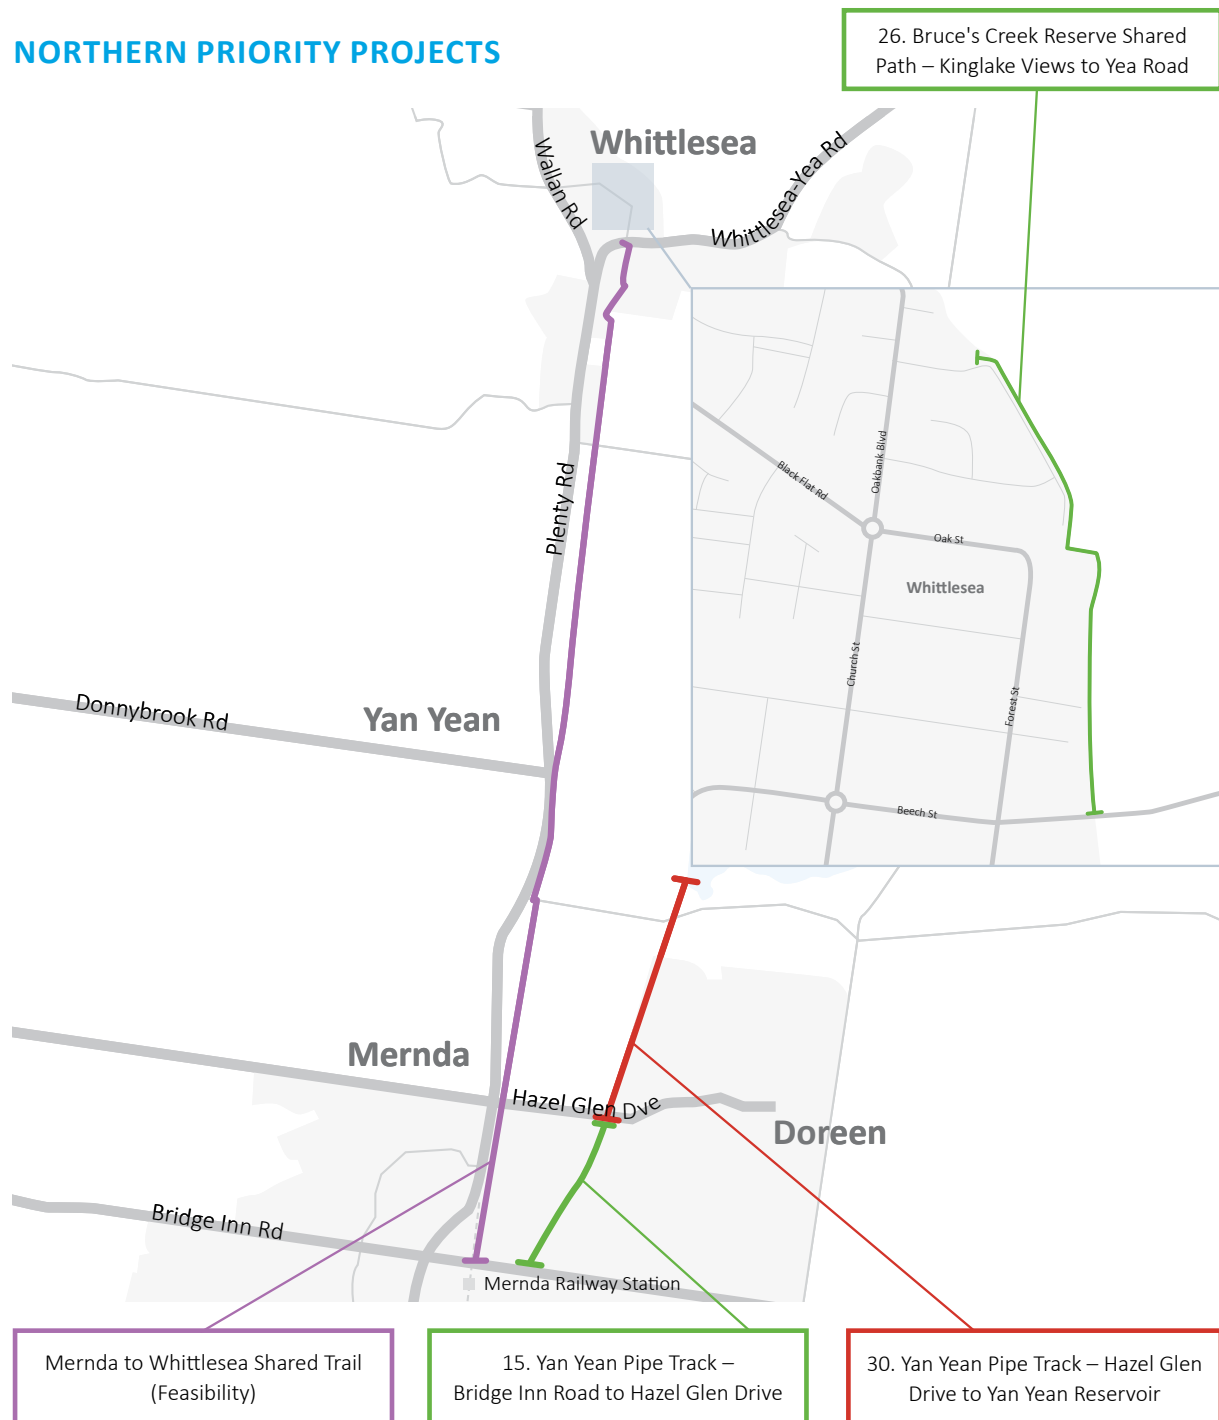 NORTHERN PRIORITY PROJECTS
26. Bruce's Creek Reserve Shared
Path – Kinglake Views to Yea Road
Whittlesea
Wallan Rd
Whittlesea-Yea Rd
Plenty Rd
Black Flat Rd
Oakbank Blvd
Oak St
Whittlesea
Church St
Forest St
Beech St
Donnybrook Rd
Yan Yean
Mernda
Hazel Glen Dve
Doreen
Bridge Inn Rd
Mernda Railway Station
Mernda to Whittlesea Shared Trail
(Feasibility)
15. Yan Yean Pipe Track –
Bridge Inn Road to Hazel Glen Drive
30. Yan Yean Pipe Track – Hazel Glen
Drive to Yan Yean Reservoir